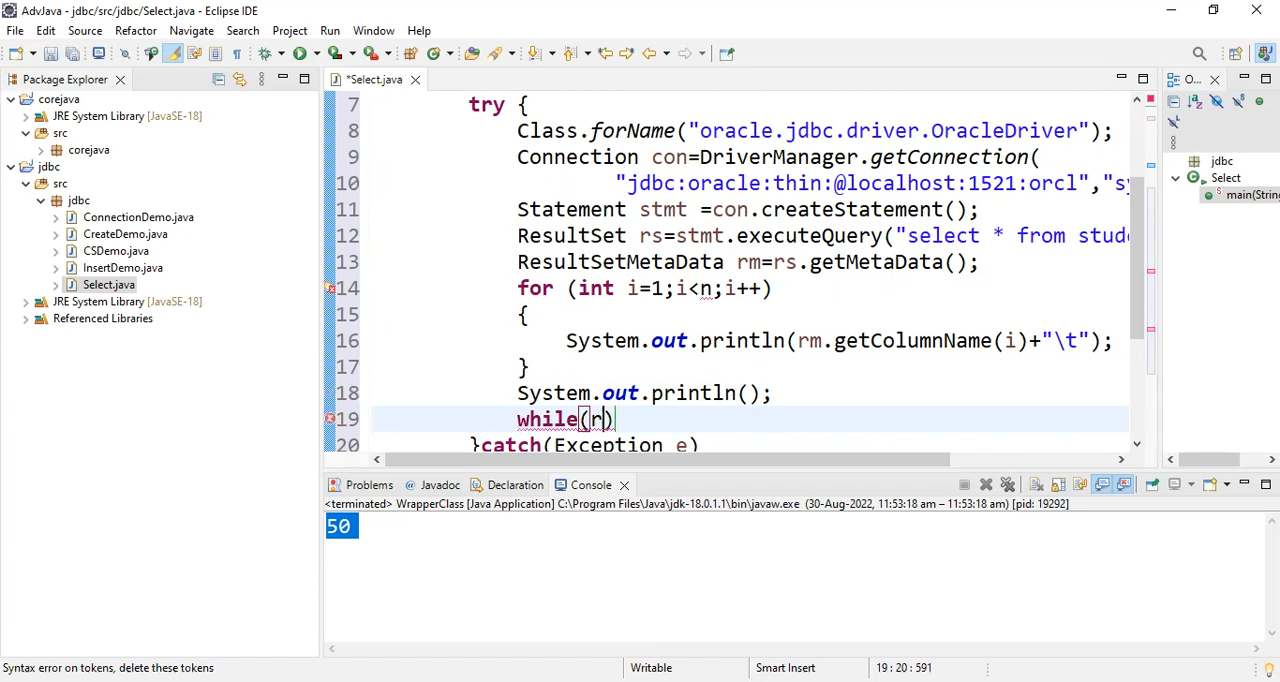 AdvJava - jdbc/src/jdbc/Select.java - Eclipse IDE
File Edit Source Refactor Navigate Search Project Run Window Help
Package Explorer
*Select.java
O...
corejava
JRE System Library [JavaSE-18]
src
corejava
jdbc
src
jdbc
ConnectionDemo.java
CreateDemo.java
CSDemo.java
InsertDemo.java
Select.java
JRE System Library [JavaSE-18]
Referenced Libraries
7 try {
8 Class.forName("oracle.jdbc.driver.OracleDriver");
9 Connection con=DriverManager.getConnection(
10 "jdbc:oracle:thin:@localhost:1521:orcl","sy
11 Statement stmt =con.createStatement();
12 ResultSet rs=stmt.executeQuery("select * from stude
13 ResultSetMetaData rm=rs.getMetaData();
14 for (int i=1;i<n;i++)
15 {
16 System.out.println(rm.getColumnName(i)+"\t");
17 }
18 System.out.println();
19 while(r)
20 }catch(Exception e)
jdbc
Select
main(String
Problems @ Javadoc Declaration Console
<terminated> WrapperClass [Java Application] C:\Program Files\Java\jdk-18.0.1.1\bin\javaw.exe (30-Aug-2022, 11:53:18 am – 11:53:18 am) [pid: 19292]
50
Syntax error on tokens, delete these tokens
Writable
Smart Insert
19 : 20 : 591